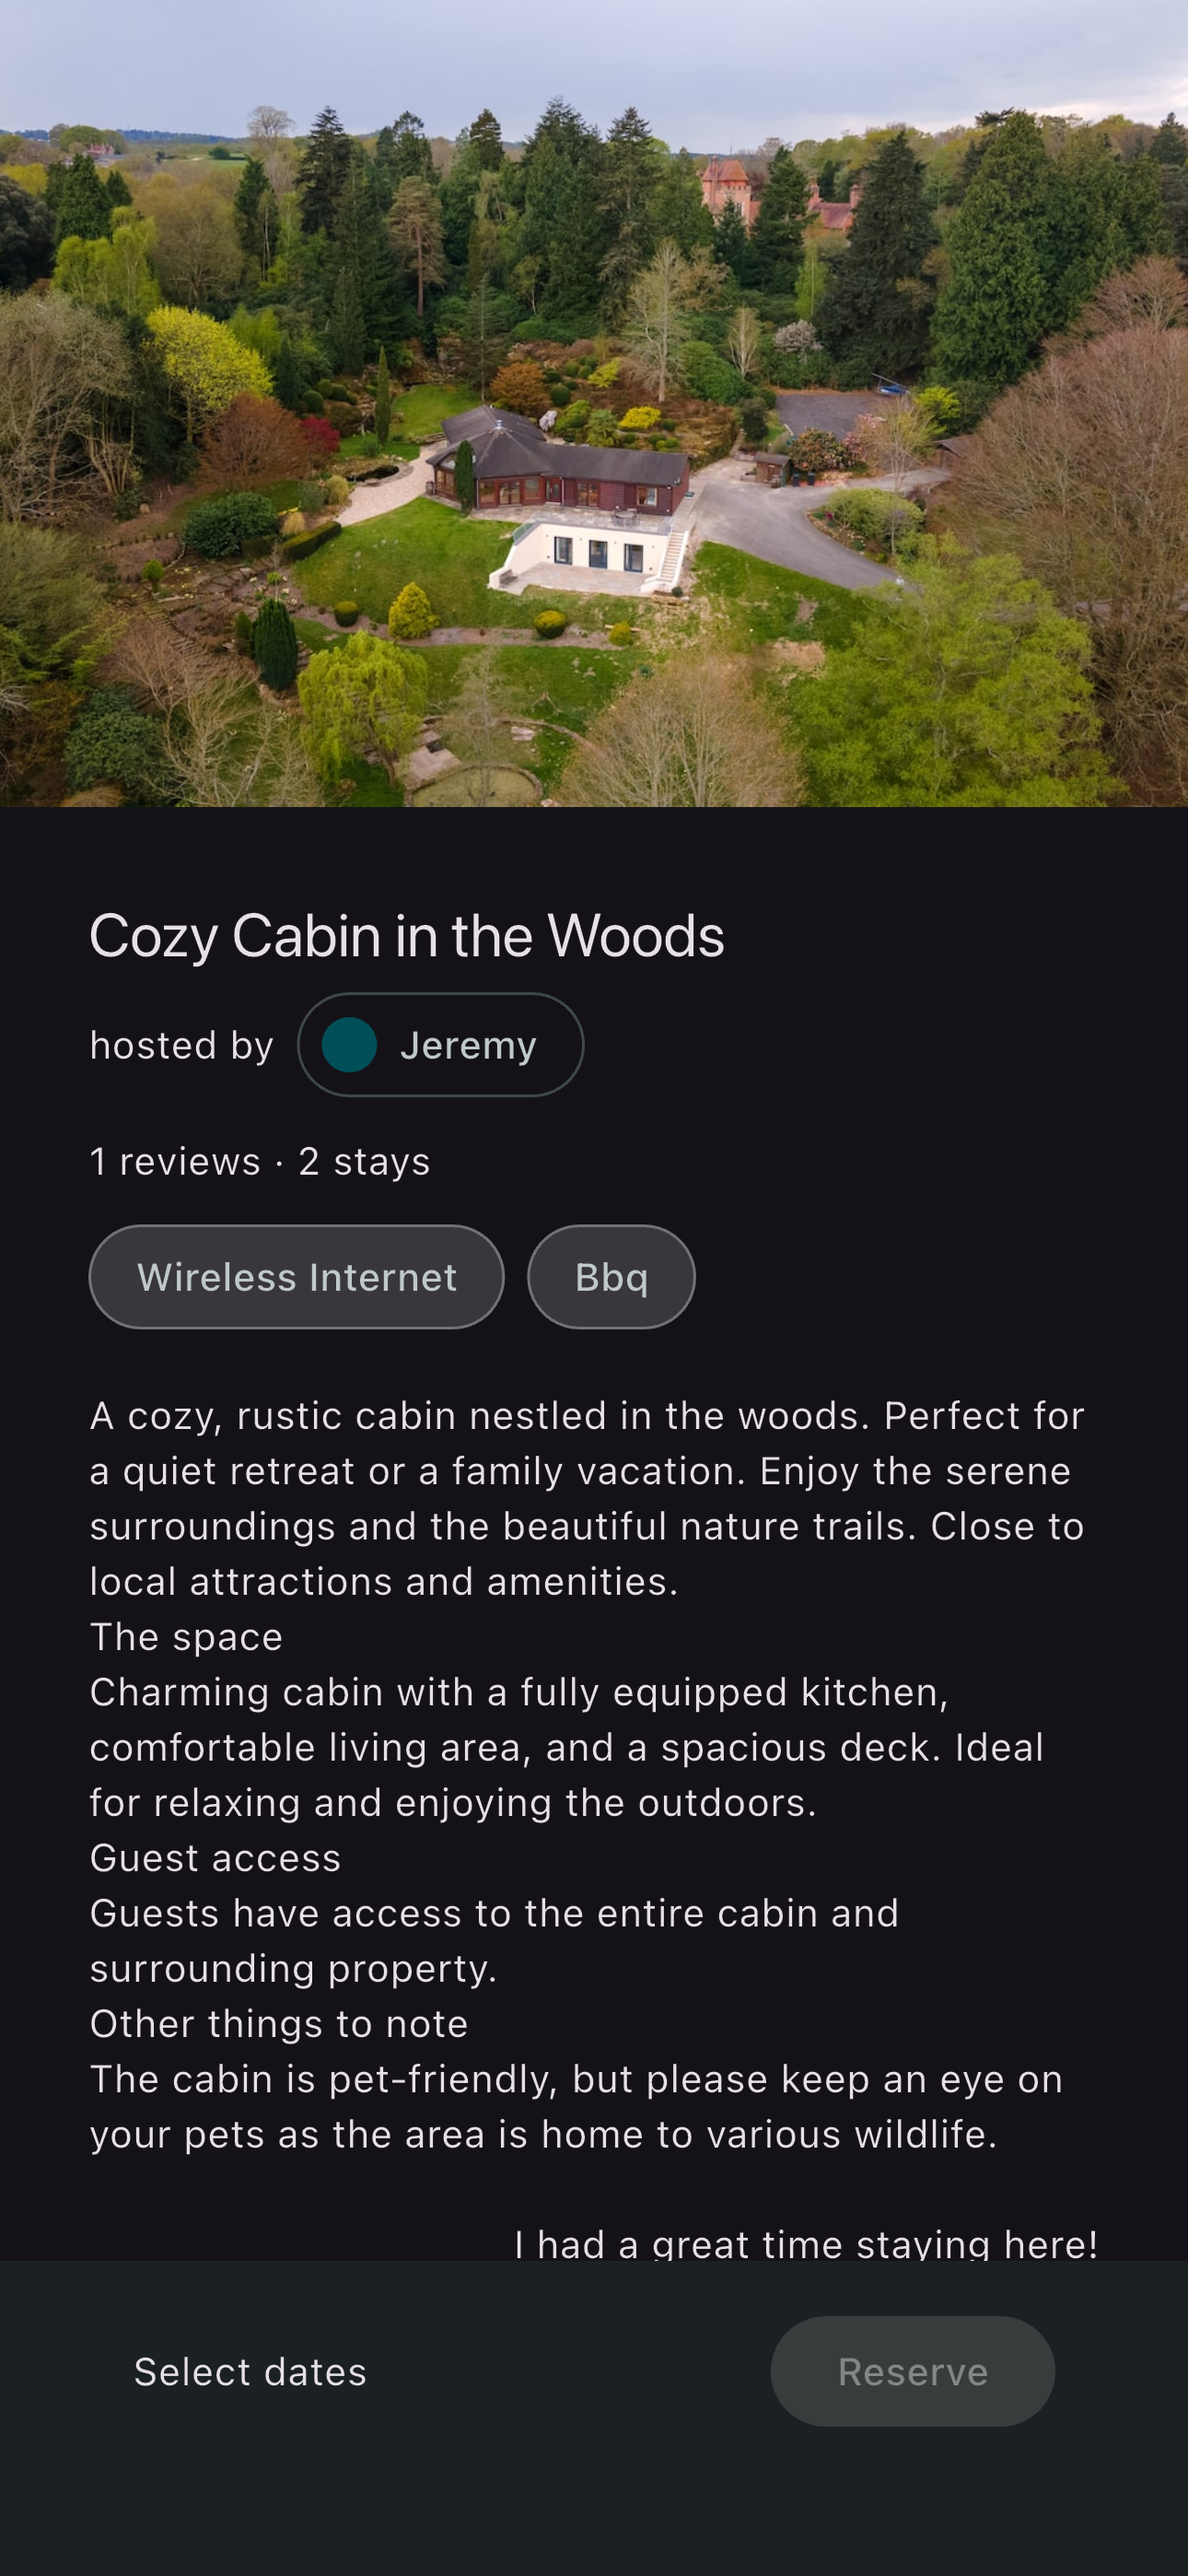 Cozy Cabin in the Woods
hosted by Jeremy
1 reviews · 2 stays
Wireless Internet Bbq
A cozy, rustic cabin nestled in the woods. Perfect for
a quiet retreat or a family vacation. Enjoy the serene
surroundings and the beautiful nature trails. Close to
local attractions and amenities.
The space
Charming cabin with a fully equipped kitchen,
comfortable living area, and a spacious deck. Ideal
for relaxing and enjoying the outdoors.
Guest access
Guests have access to the entire cabin and
surrounding property.
Other things to note
The cabin is pet-friendly, but please keep an eye on
your pets as the area is home to various wildlife.
I had a great time staying here!
Select dates Reserve